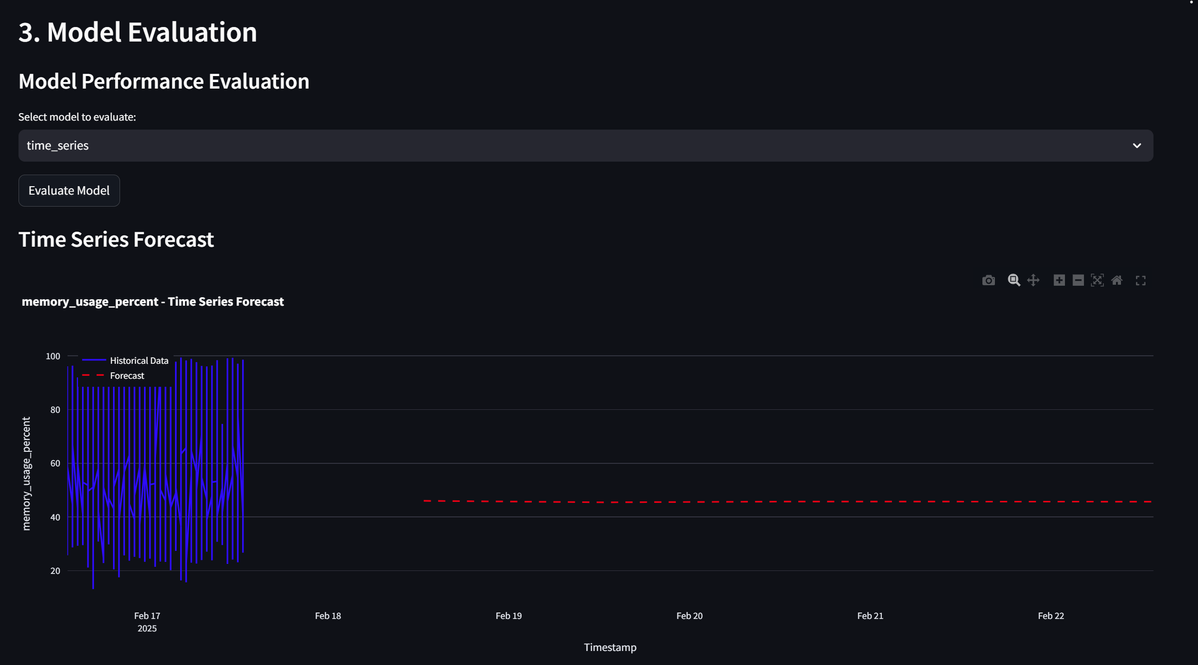 3. Model Evaluation
Model Performance Evaluation
Select model to evaluate:
time_series
Evaluate Model
Time Series Forecast
memory_usage_percent - Time Series Forecast
Historical Data
Forecast
100
80
60
40
20
memory_usage_percent
Feb 17
2025
Feb 18
Feb 19
Feb 20
Feb 21
Feb 22
Timestamp